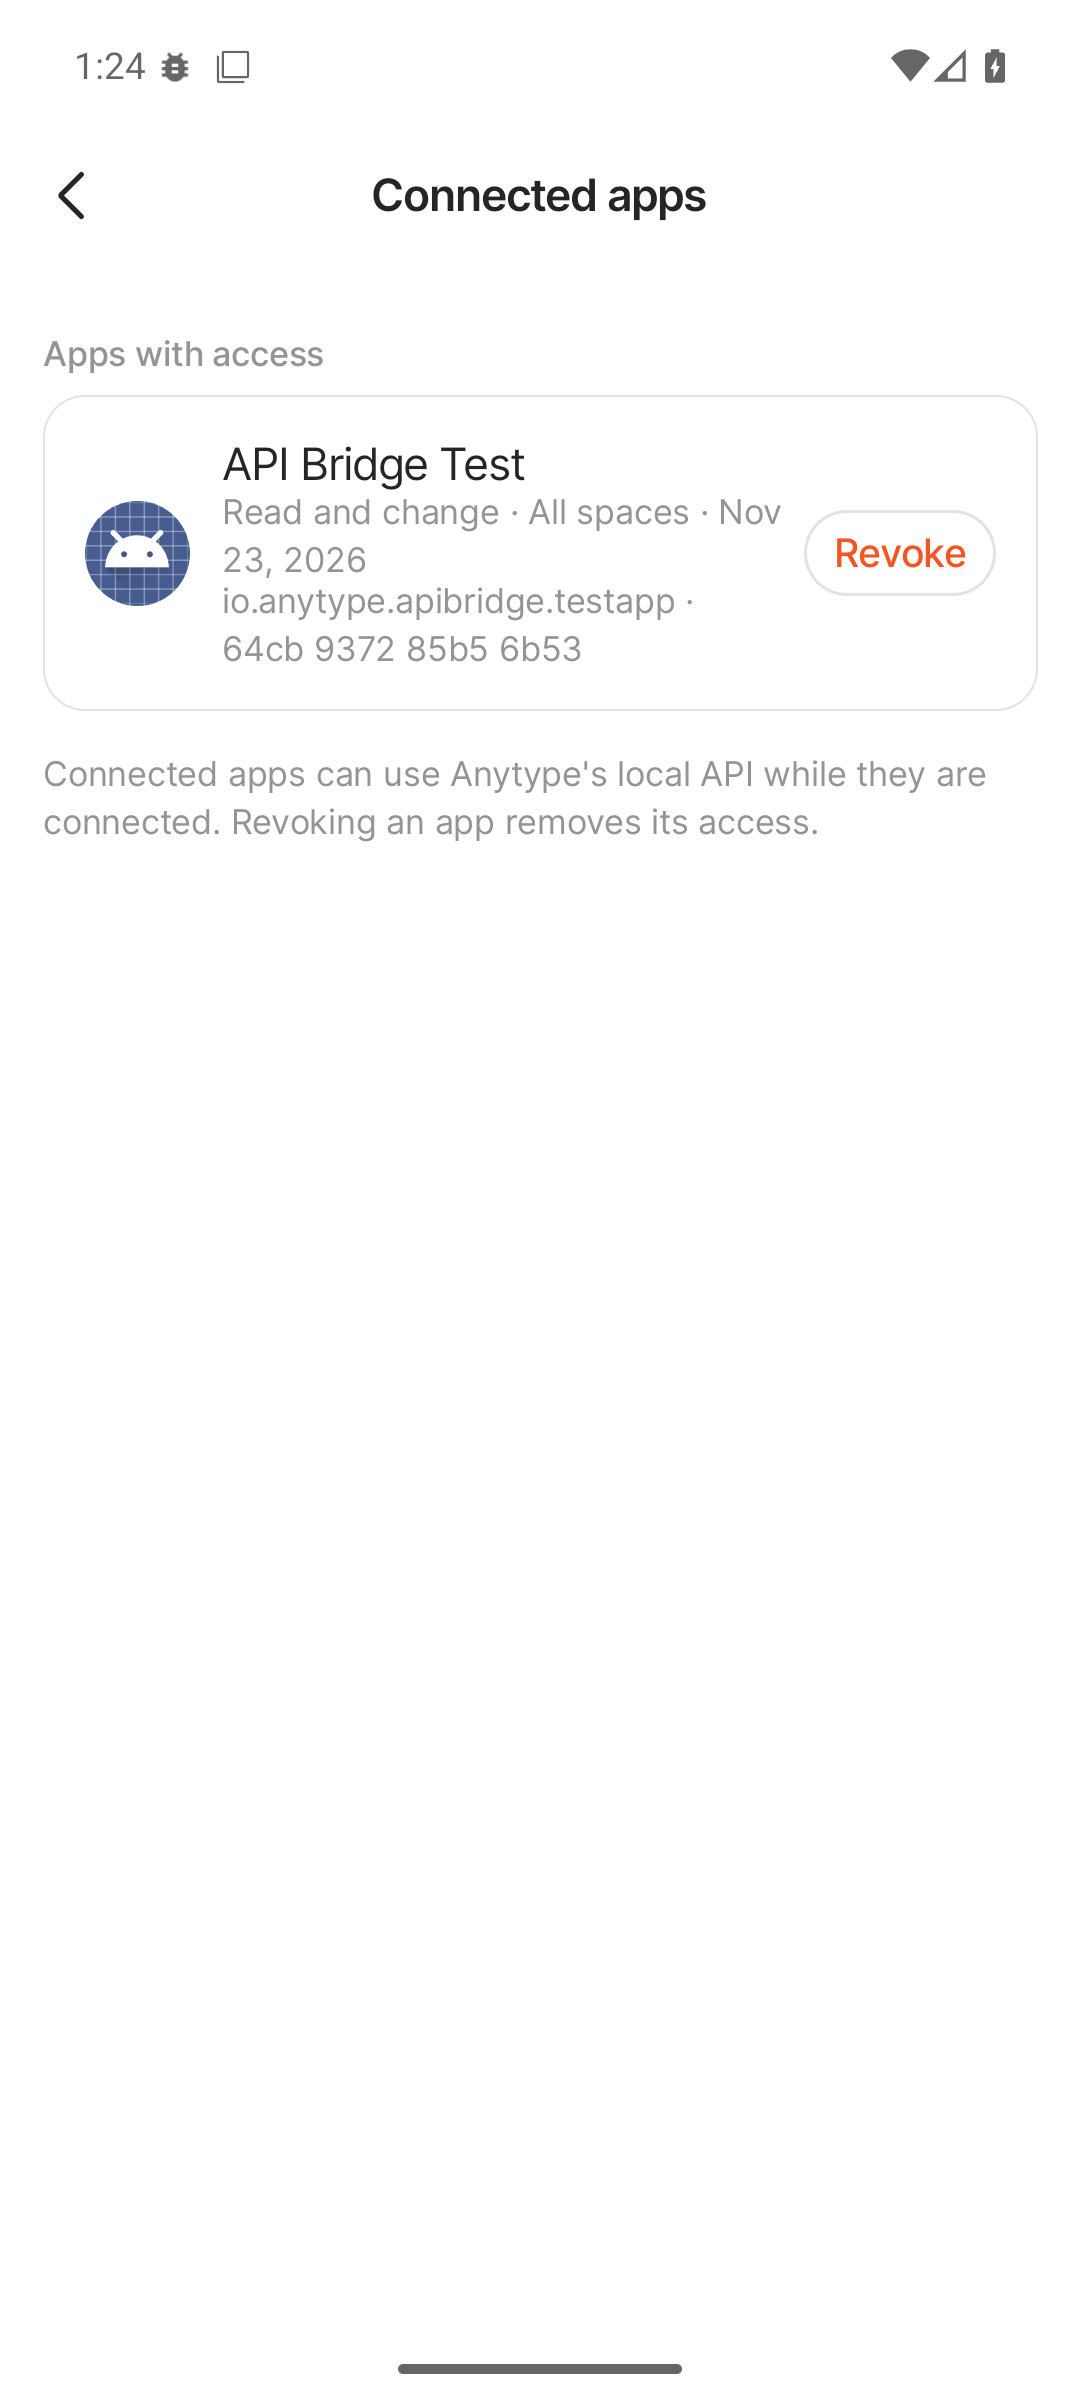 1:24
Connected apps
Apps with access
API Bridge Test
Read and change · All spaces · Nov
23, 2026
io.anytype.apibridge.testapp ·
64cb 9372 85b5 6b53
Revoke
Connected apps can use Anytype's local API while they are
connected. Revoking an app removes its access.